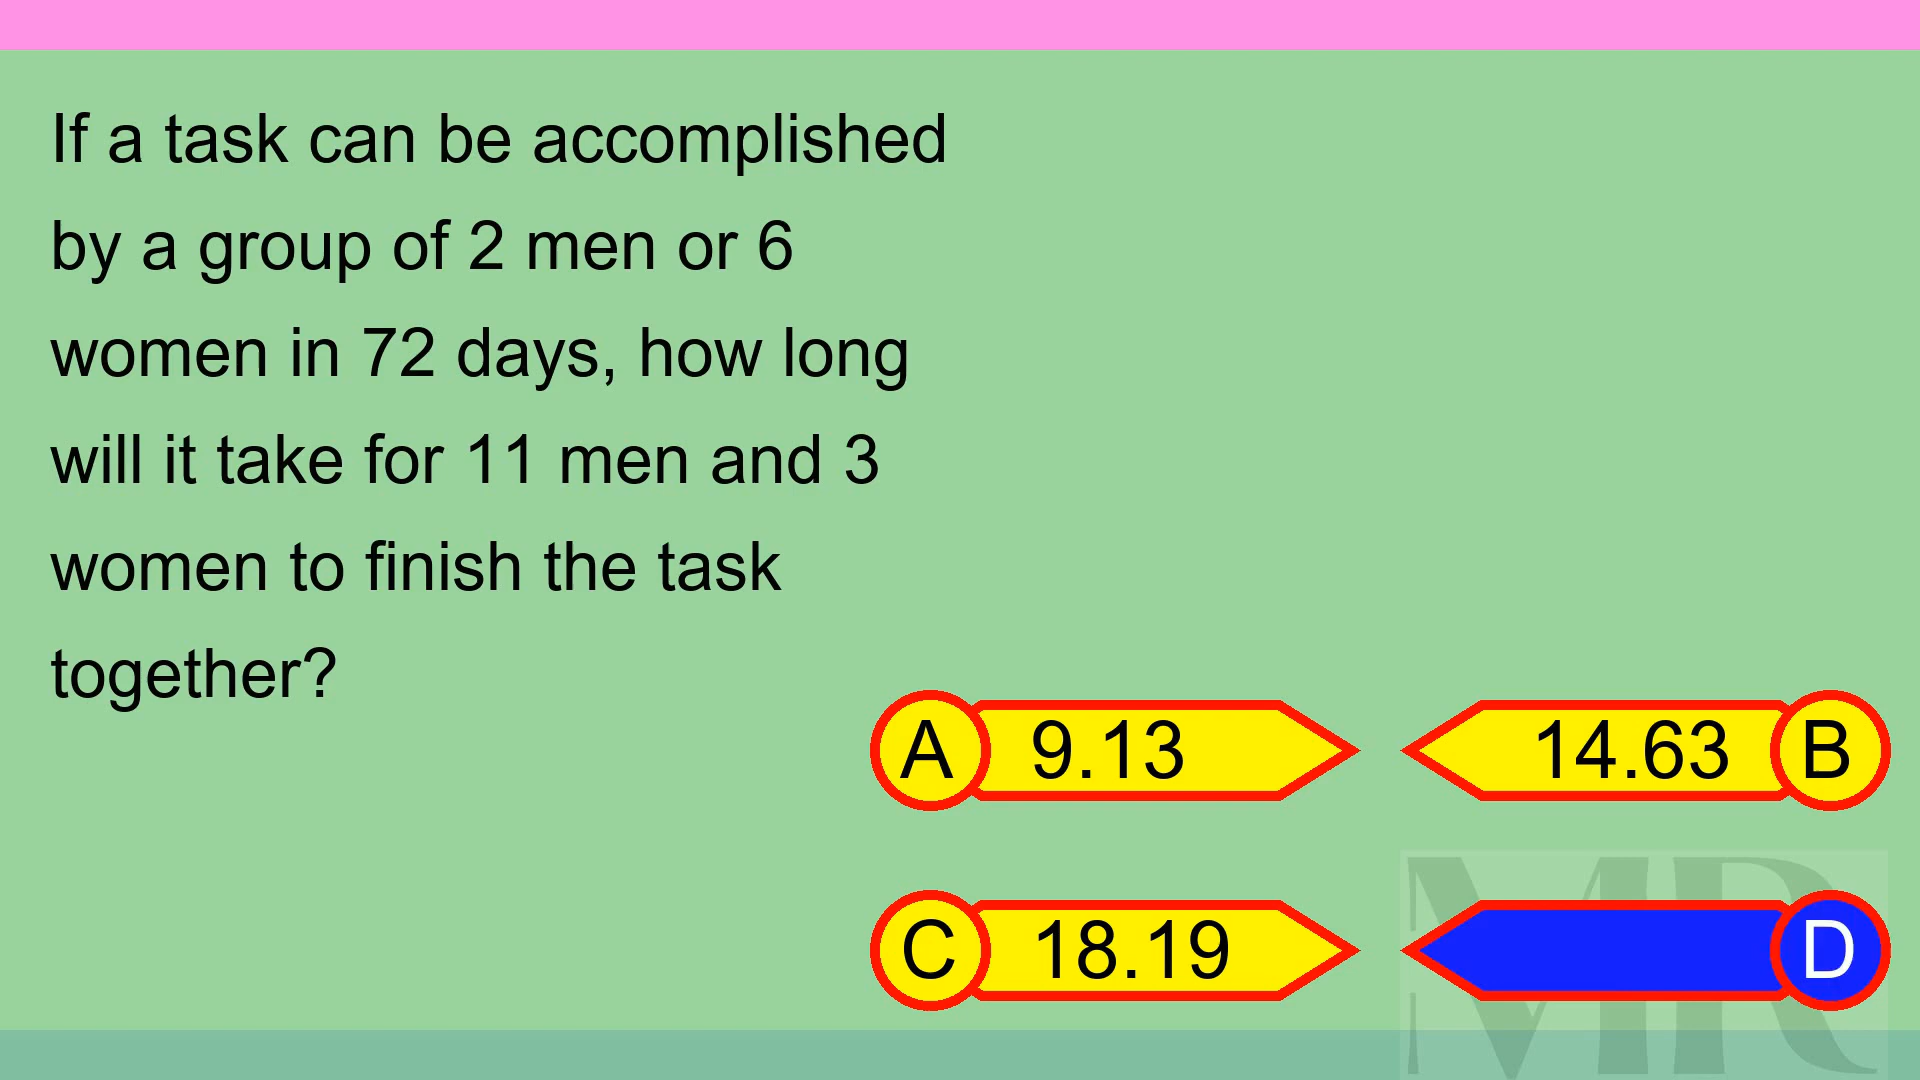 If a task can be accomplished
by a group of 2 men or 6
women in 72 days, how long
will it take for 11 men and 3
women to finish the task
together?
A 9.13
14.63 B
C 18.19
D
MR